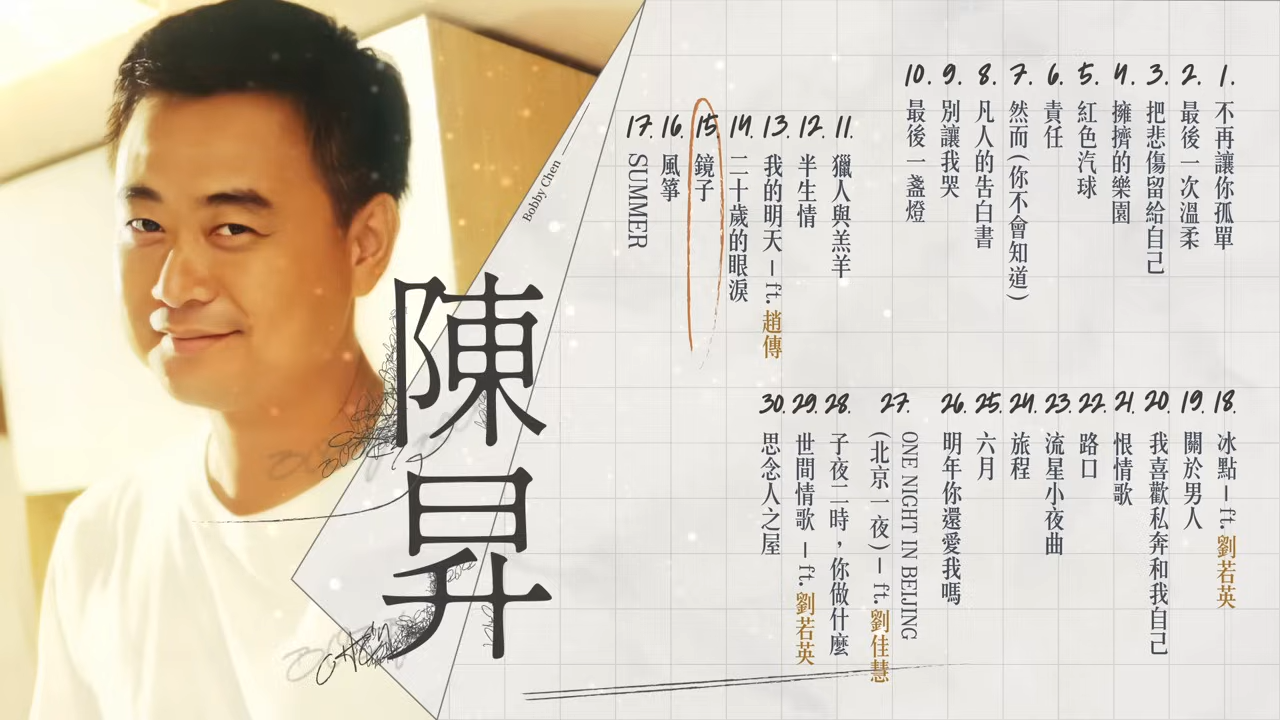 Bobby Chen
陳昇
1. 不再讓你孤單
2. 最後一次溫柔
3. 把悲傷留給自己
4. 擁擠的樂園
5. 紅色汽球
6. 責任
7. 然而(你不會知道)
8. 凡人的告白書
9. 別讓我哭
10. 最後一盞燈
11. 獵人與羔羊
12. 半生情
13. 我的明天 – ft. 趙傳
14. 二十歲的眼淚
15. 鏡子
16. 風箏
17. SUMMER
18. 冰點 – ft. 劉若英
19. 關於男人
20. 我喜歡私奔和我自己
21. 恨情歌
22. 路口
23. 流星小夜曲
24. 旅程
25. 六月
26. 明年你還愛我嗎
27. ONE NIGHT IN BEIJING
(北京一夜) – ft. 劉佳慧
28. 子夜二時，你做什麼
29. 世間情歌 – ft. 劉若英
30. 思念人之屋